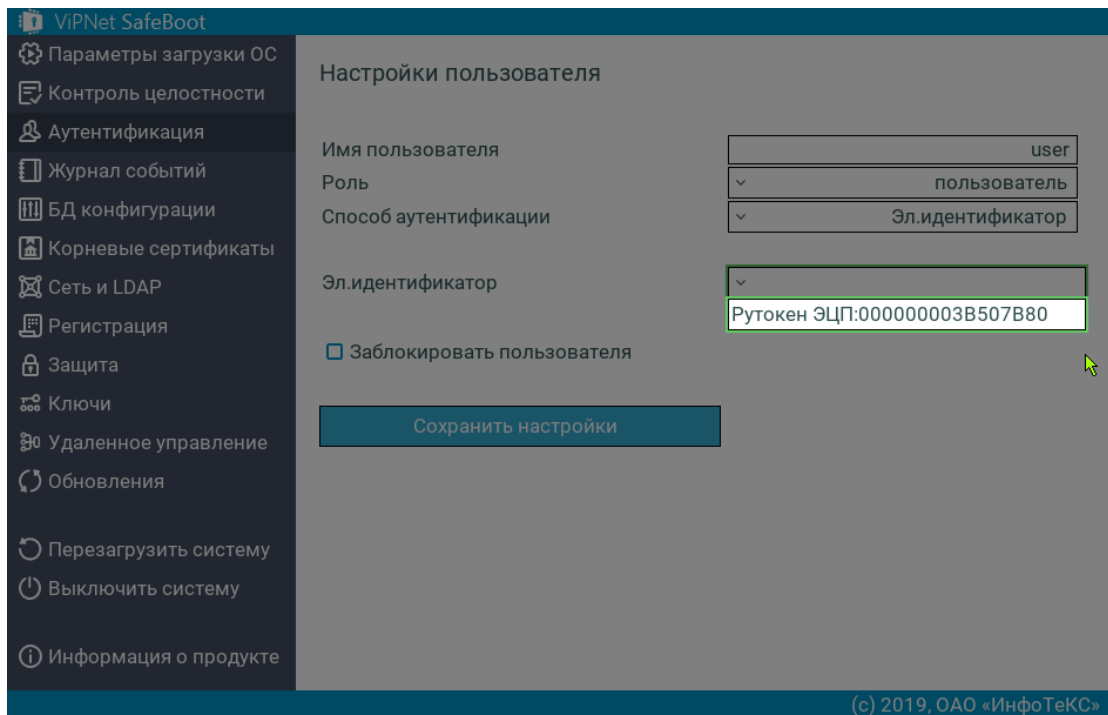 ViPNet SafeBoot
Параметры загрузки ОС
Контроль целостности
Аутентификация
Журнал событий
БД конфигурации
Корневые сертификаты
Сеть и LDAP
Регистрация
Защита
Ключи
Удаленное управление
Обновления
Перезагрузить систему
Выключить систему
Информация о продукте
Настройки пользователя
Имя пользователя user
Роль пользователь
Способ аутентификации Эл.идентификатор
Эл.идентификатор
Рутокен ЭЦП:000000003B507B80
Заблокировать пользователя
Сохранить настройки
(c) 2019, ОАО «ИнфоТеКС»